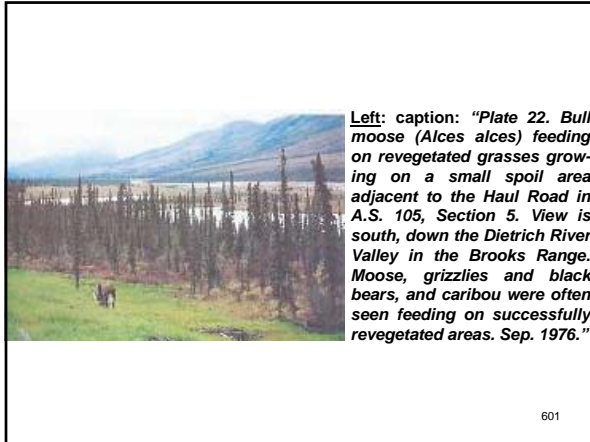 Left: caption: “Plate 22. Bull
moose (Alces alces) feeding
on revegetated grasses grow-
ing on a small spoil area
adjacent to the Haul Road in
A.S. 105, Section 5. View is
south, down the Dietrich River
Valley in the Brooks Range.
Moose, grizzlies and black
bears, and caribou were often
seen feeding on successfully
revegetated areas. Sep. 1976.”
601